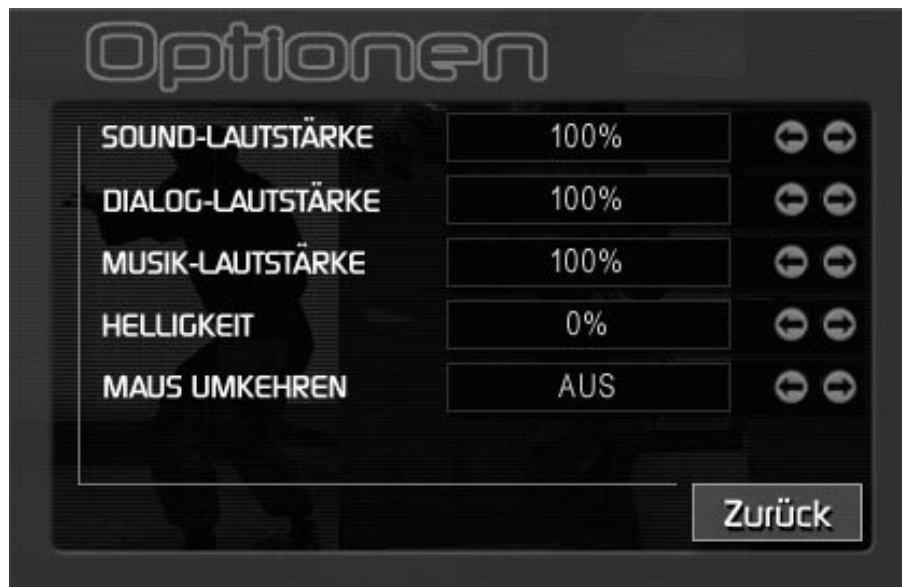 Optionen
SOUND-LAUTSTÄRKE 100%
DIALOG-LAUTSTÄRKE 100%
MUSIK-LAUTSTÄRKE 100%
HELLIGKEIT 0%
MAUS UMKEHREN AUS
Zurück